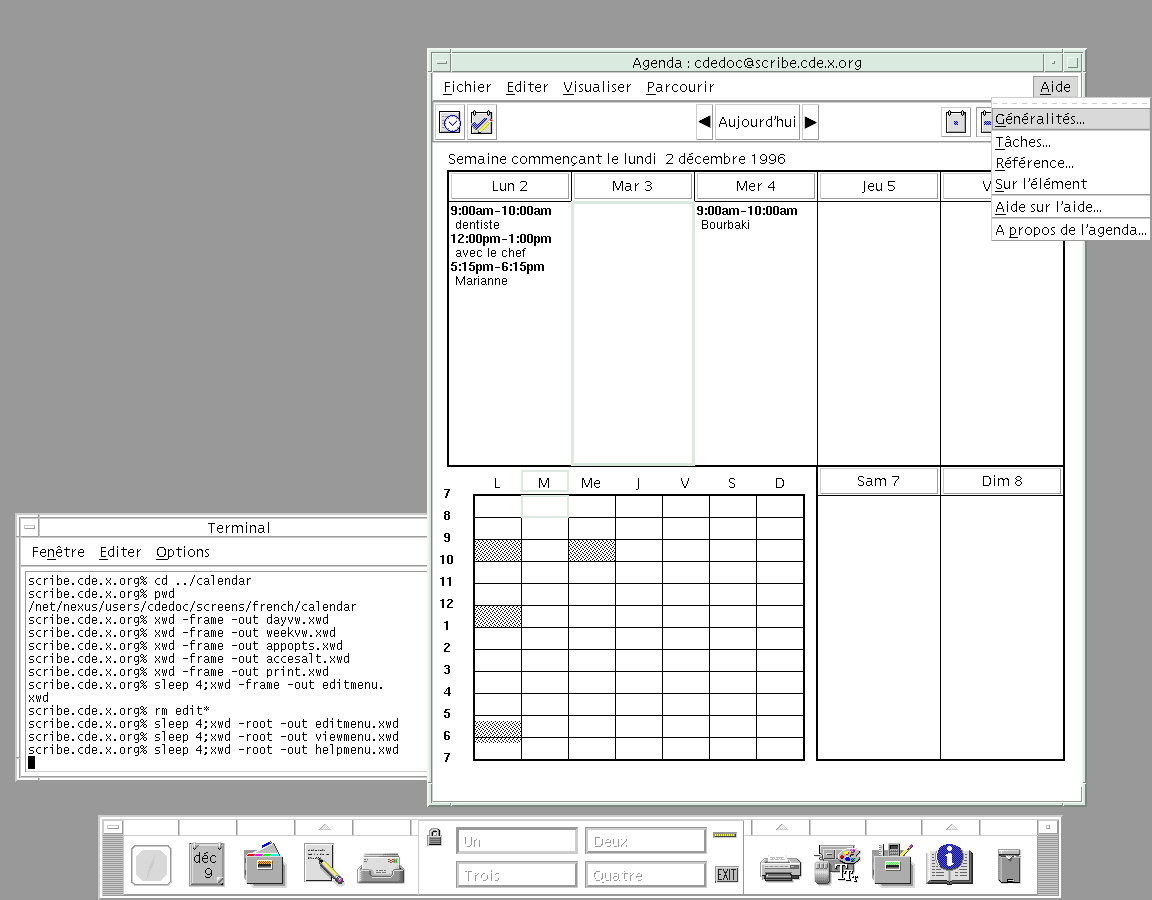 Agenda : cdedoc@scribe.cde.x.org
Fichier Editer Visualiser Parcourir Aide
Aujourd'hui
Généralités...
Tâches...
Référence...
Sur l'élément
Aide sur l'aide...
A propos de l'agenda...
Semaine commençant le lundi 2 décembre 1996
Lun 2 Mar 3 Mer 4 Jeu 5 V
9:00am-10:00am
dentiste
12:00pm-1:00pm
avec le chef
5:15pm-6:15pm
Marianne
9:00am-10:00am
Bourbaki
Sam 7 Dim 8
L M Me J V S D
7
8
9
10
11
12
1
2
3
4
5
6
7
Terminal
Fenêtre Editer Options
scribe.cde.x.org% cd ../calendar
scribe.cde.x.org% pwd
/net/nexus/users/cdedoc/screens/french/calendar
scribe.cde.x.org% xwd -frame -out dayvw.xwd
scribe.cde.x.org% xwd -frame -out weekvw.xwd
scribe.cde.x.org% xwd -frame -out appopts.xwd
scribe.cde.x.org% xwd -frame -out accesalt.xwd
scribe.cde.x.org% xwd -frame -out print.xwd
scribe.cde.x.org% sleep 4;xwd -frame -out editmenu.
xwd
scribe.cde.x.org% rm edit*
scribe.cde.x.org% sleep 4;xwd -root -out editmenu.xwd
scribe.cde.x.org% sleep 4;xwd -root -out viewmenu.xwd
scribe.cde.x.org% sleep 4;xwd -root -out helpmenu.xwd
déc
9
Un Deux
Trois Quatre
EXIT